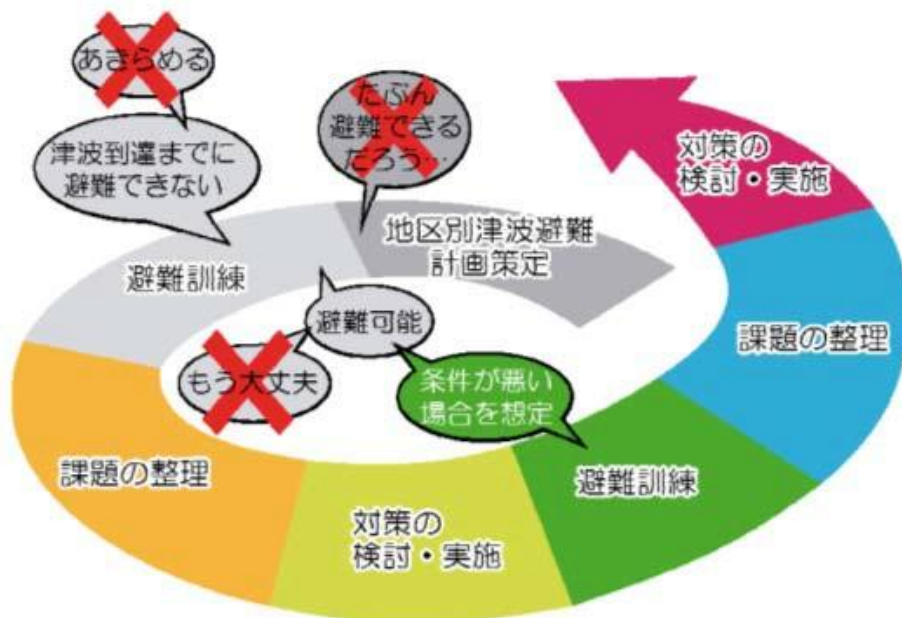 あきらめる
津波到達までに
避難できない
たぶん
避難できる
だろう…
地区別津波避難
計画策定
避難訓練
避難可能
もう大丈夫
条件が悪い
場合を想定
対策の
検討・実施
課題の整理
避難訓練
対策の
検討・実施
課題の整理